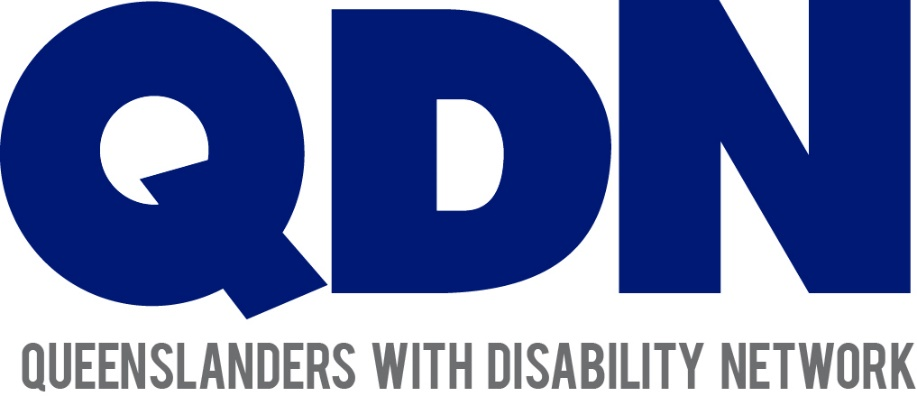 QDN
QUEENSLANDERS WITH DISABILITY NETWORK